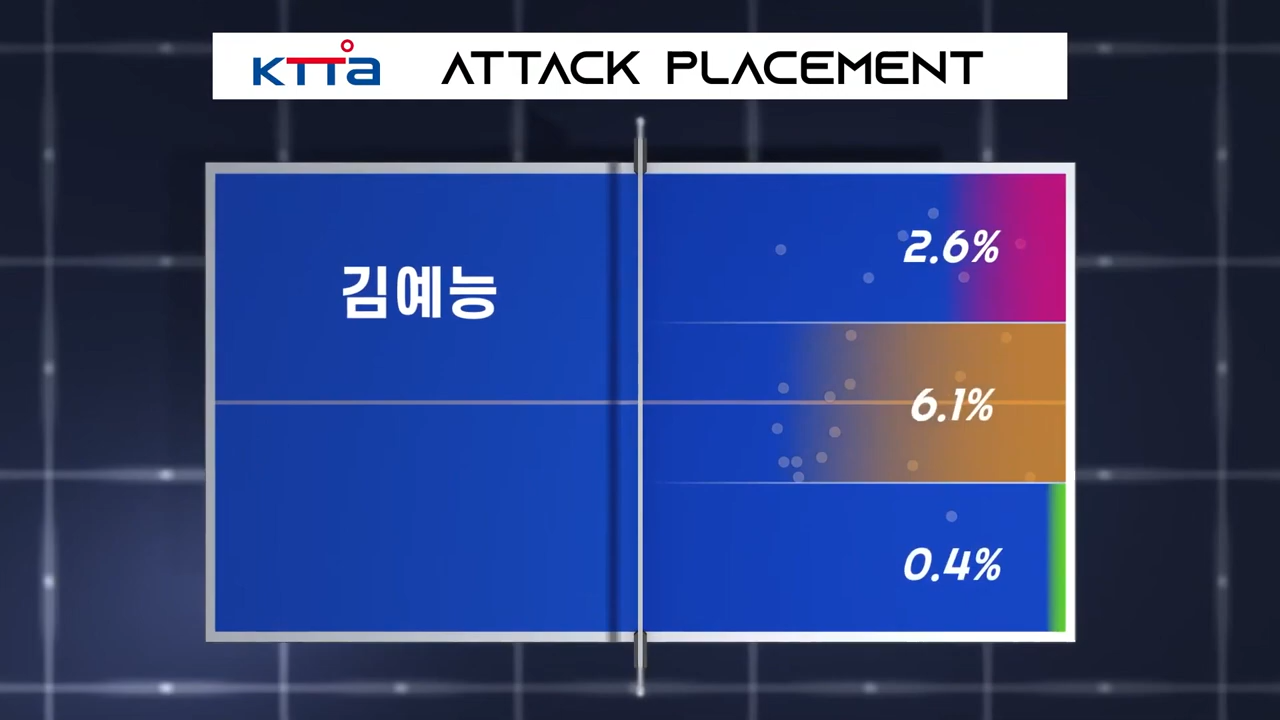 KTTa ATTACK PLACEMENT
김예능
2.6%
6.1%
0.4%